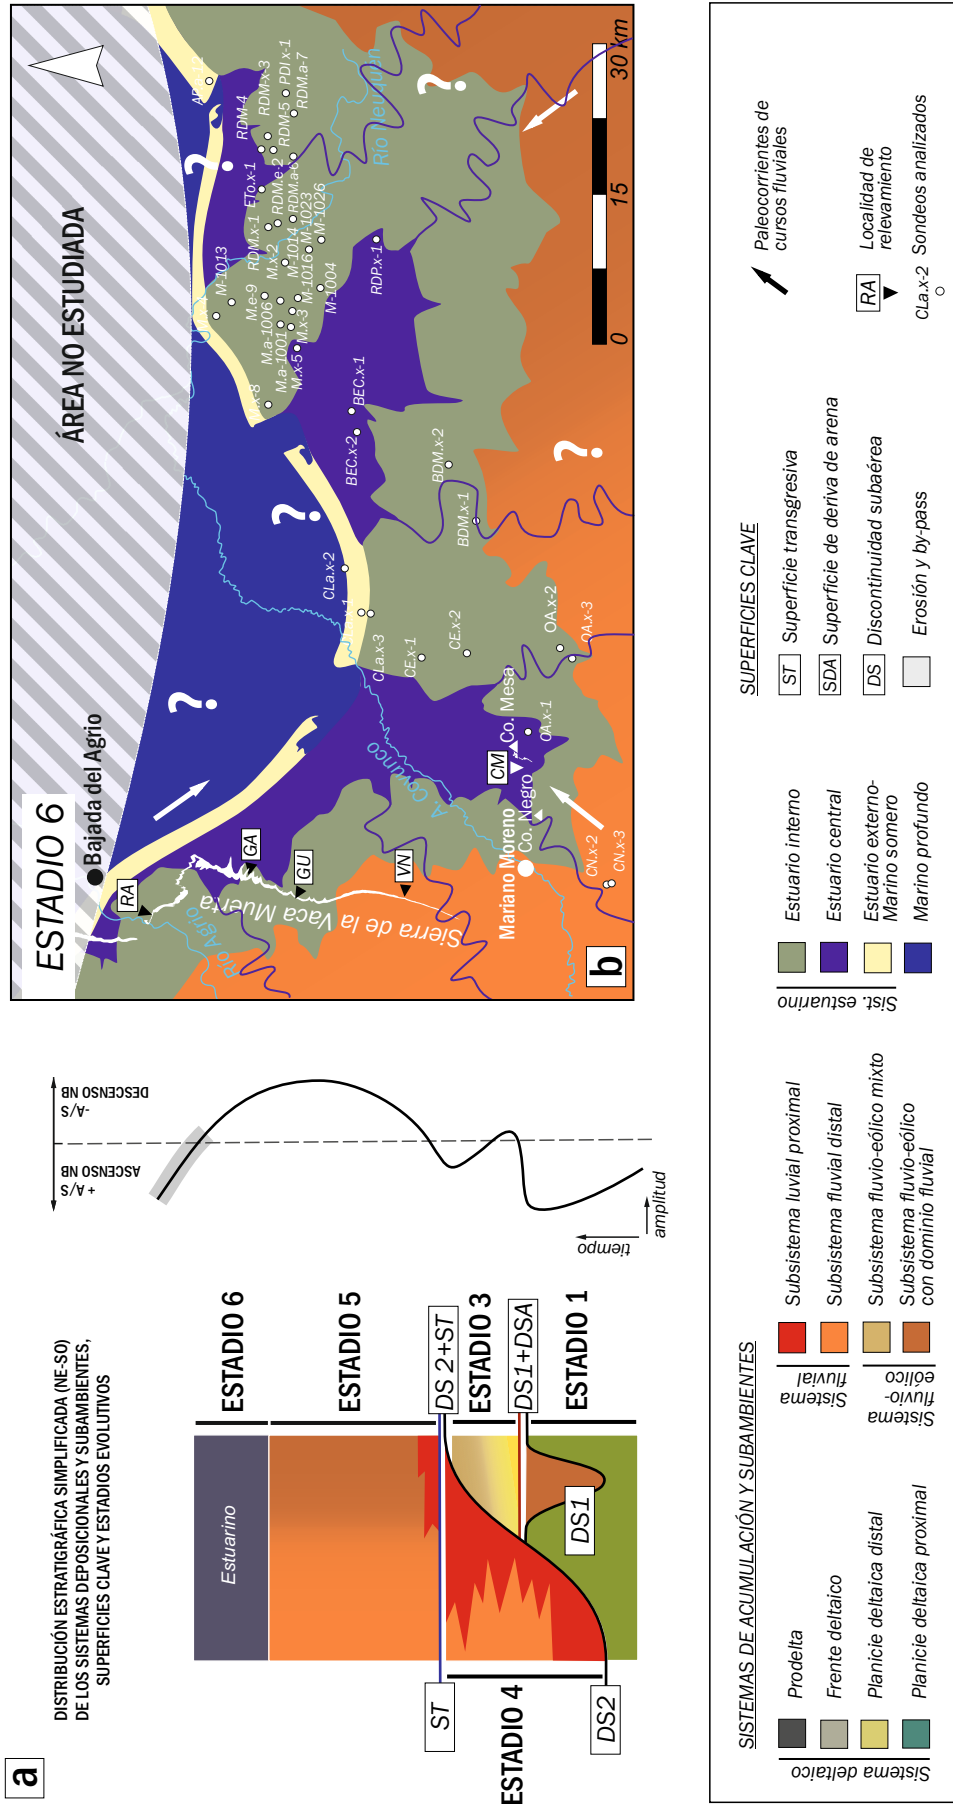 a
DISTRIBUCIÓN ESTRATIGRÁFICA SIMPLIFICADA (NE-SO)
DE LOS SISTEMAS DEPOSICIONALES Y SUBAMBIENTES,
SUPERFICIES CLAVE Y ESTADIOS EVOLUTIVOS
Estuarino
ESTADIO 6
ESTADIO 5
ST
DS 2+ST
ESTADIO 3
ESTADIO 4
DS1+DSA
DS1
ESTADIO 1
DS2
ASCENSO NB
+ A/S
DESCENSO NB
-A/S
tiempo
amplitud
b
ESTADIO 6
Bajada del Agrio
ÁREA NO ESTUDIADA
RA
GA
GU
VN
Río Agrio
Sierra de la Vaca Muerta
Mariano Moreno
Co. Negro
CM
Co. Mesa
A. Covunco
Río Neuquén
CN.x-2
CN.x-3
OA.x-1
OA.x-2
OA.x-3
CE.x-1
CE.x-2
CLa.x-3
CLa.x-2
BDM.x-1
BDM.x-2
BEC.x-2
BEC.x-1
RDP.x-1
M-1013
M.e-9
M.a-1006
M.a-1001
M.x-5
M.x-3
M-1004
M-1016
M-1014
M.x-2
RDM.x-1
M-1023
M-1026
RDM.a-6
RDM.e-2
ETo.x-1
RDM-4
RDM-5
RDM.x-3
PDI x-1
RDM.a-7
?
?
?
?
?
0
15
30 km
SISTEMAS DE ACUMULACIÓN Y SUBAMBIENTES
Sistema deltaico
Prodelta
Frente deltaico
Planicie deltaica distal
Planicie deltaica proximal
Sistema
fluvial
Subsistema luvial proximal
Subsistema fluvial distal
Sistema
fluvio-
eólico
Subsistema fluvio-eólico mixto
Subsistema fluvio-eólico
con dominio fluvial
Sist. estuarino
Estuario interno
Estuario central
Estuario externo-
Marino somero
Marino profundo
SUPERFICIES CLAVE
ST Superficie transgresiva
SDA Superficie de deriva de arena
DS Discontinuidad subaérea
Erosión y by-pass
Paleocorrientes de
cursos fluviales
RA Localidad de
relevamiento
CLa.x-2 Sondeos analizados